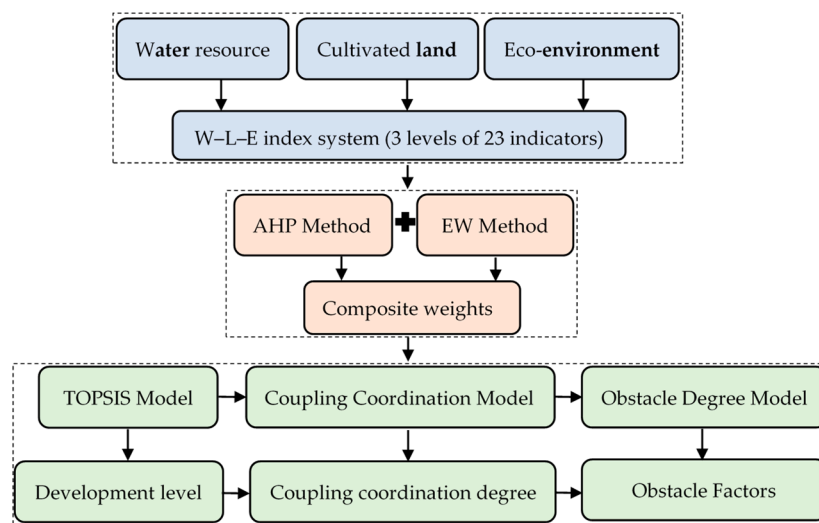 Water resource
Cultivated land
Eco-environment
W–L–E index system (3 levels of 23 indicators)
AHP Method
EW Method
Composite weights
TOPSIS Model
Coupling Coordination Model
Obstacle Degree Model
Development level
Coupling coordination degree
Obstacle Factors